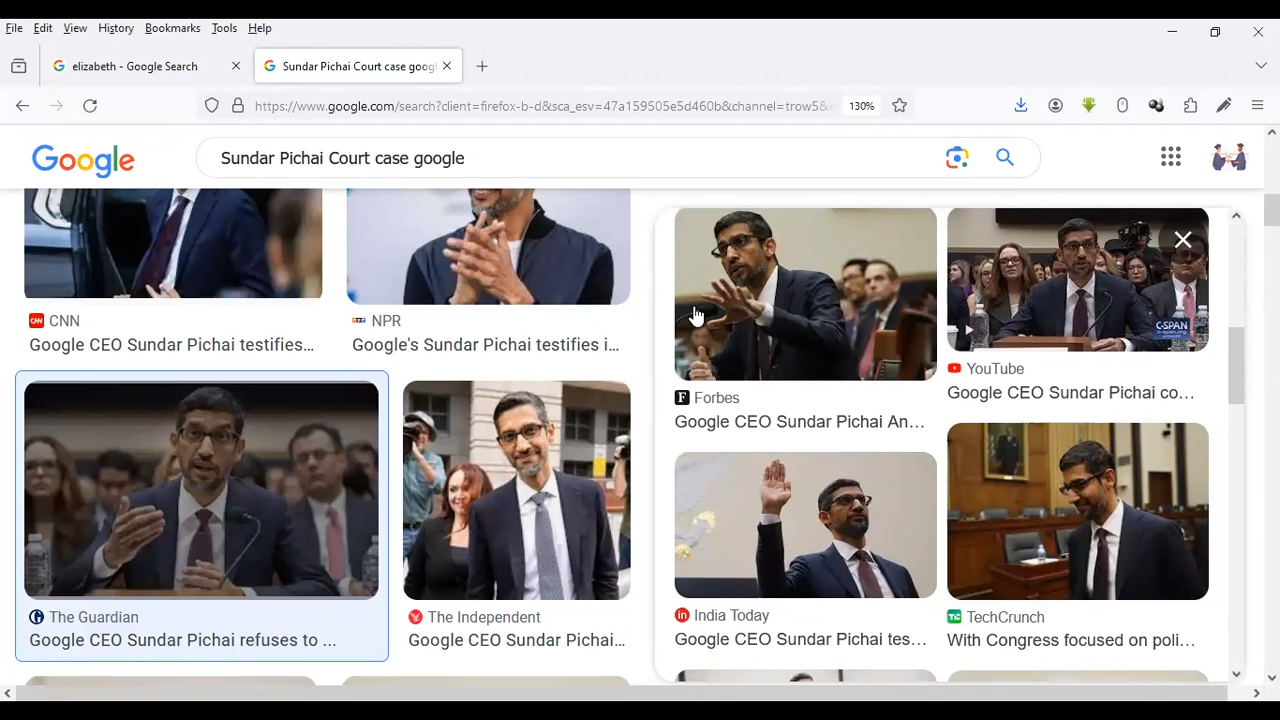 File Edit View History Bookmarks Tools Help
elizabeth - Google Search
Sundar Pichai Court case goog
https://www.google.com/search?client=firefox-b-d&sca_esv=47a159505e5d460b&channel=trow5&
130%
Google
Sundar Pichai Court case google
CNN
Google CEO Sundar Pichai testifies...
NPR
Google's Sundar Pichai testifies i...
The Guardian
Google CEO Sundar Pichai refuses to ...
The Independent
Google CEO Sundar Pichai...
Forbes
Google CEO Sundar Pichai An...
C-SPAN
c-span.org
YouTube
Google CEO Sundar Pichai co...
India Today
Google CEO Sundar Pichai tes...
TechCrunch
With Congress focused on poli...